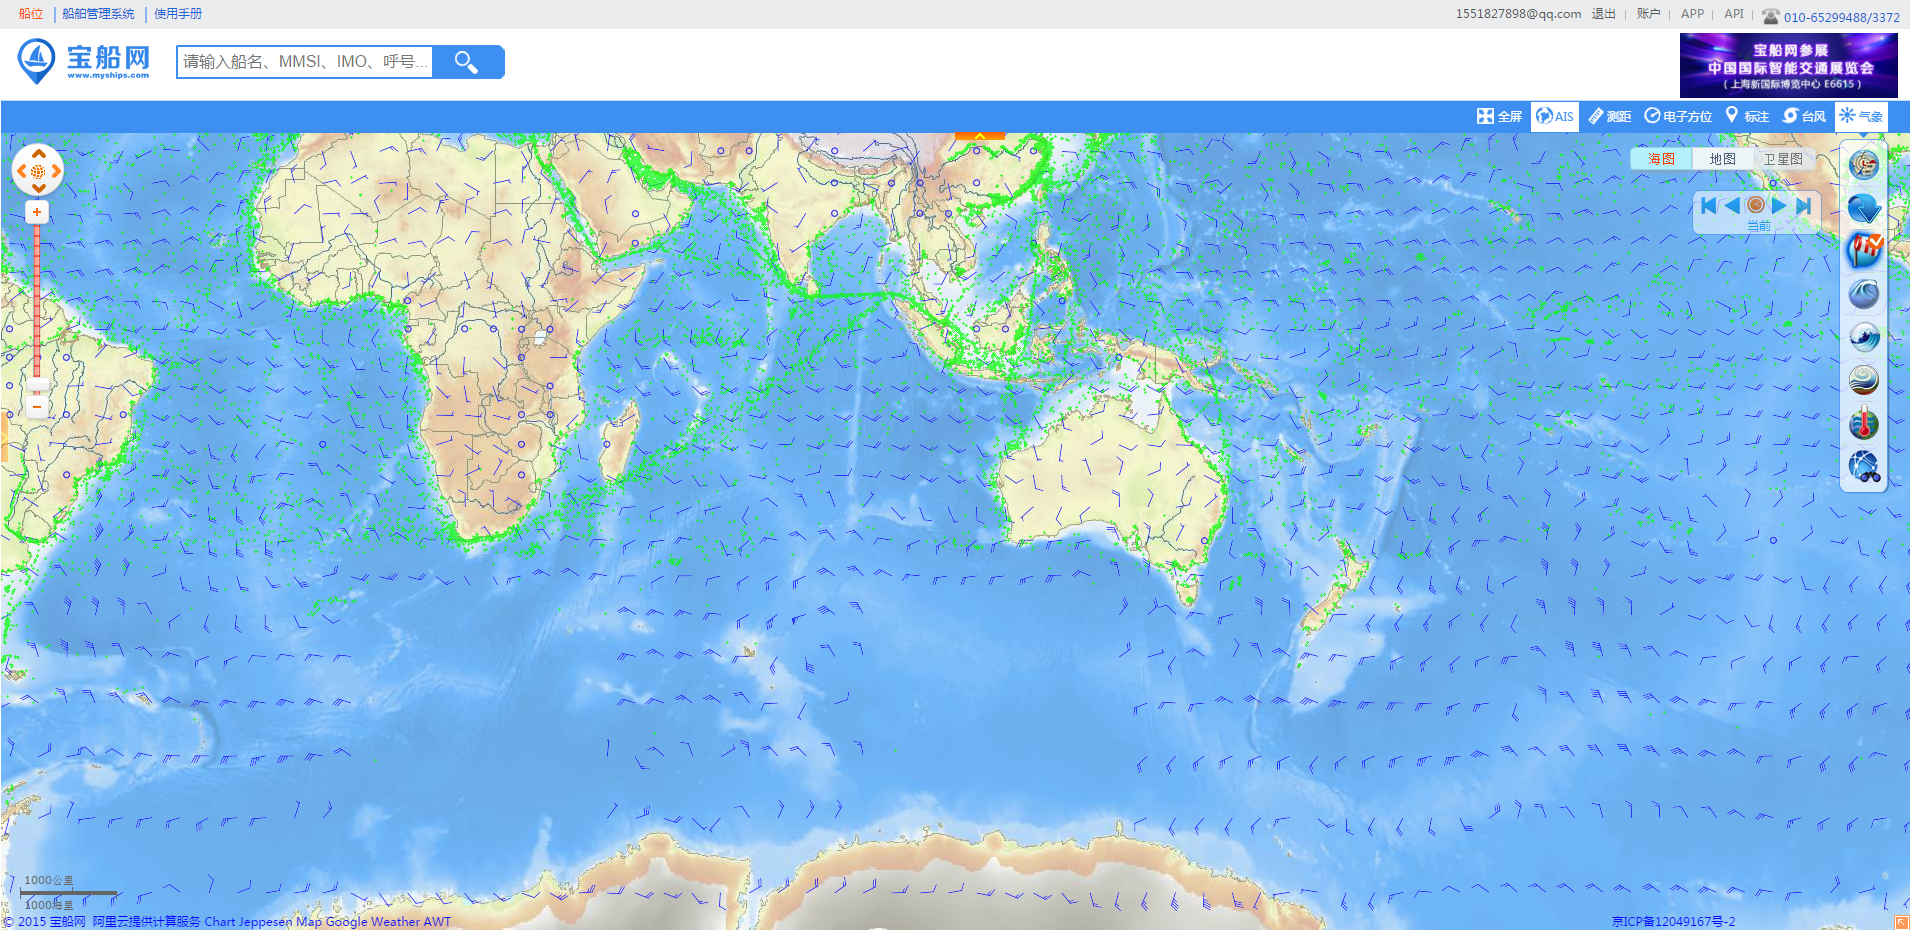 船位 船舶管理系统 使用手册
1551827898@qq.com 退出 账户 APP API 010-65299488/3372
宝船网
www.myships.com
请输入船名、MMSI、IMO、呼号...
宝船网参展
中国国际智能交通展览会
（上海新国际博览中心 E6615）
全屏 AIS 测距 电子方位 标注 台风 气象
海图 地图 卫星图
当前
1000公里
1000海里
© 2015 宝船网 阿里云提供计算服务 Chart Jeppesen Map Google Weather AWT
京ICP备12049167号-2